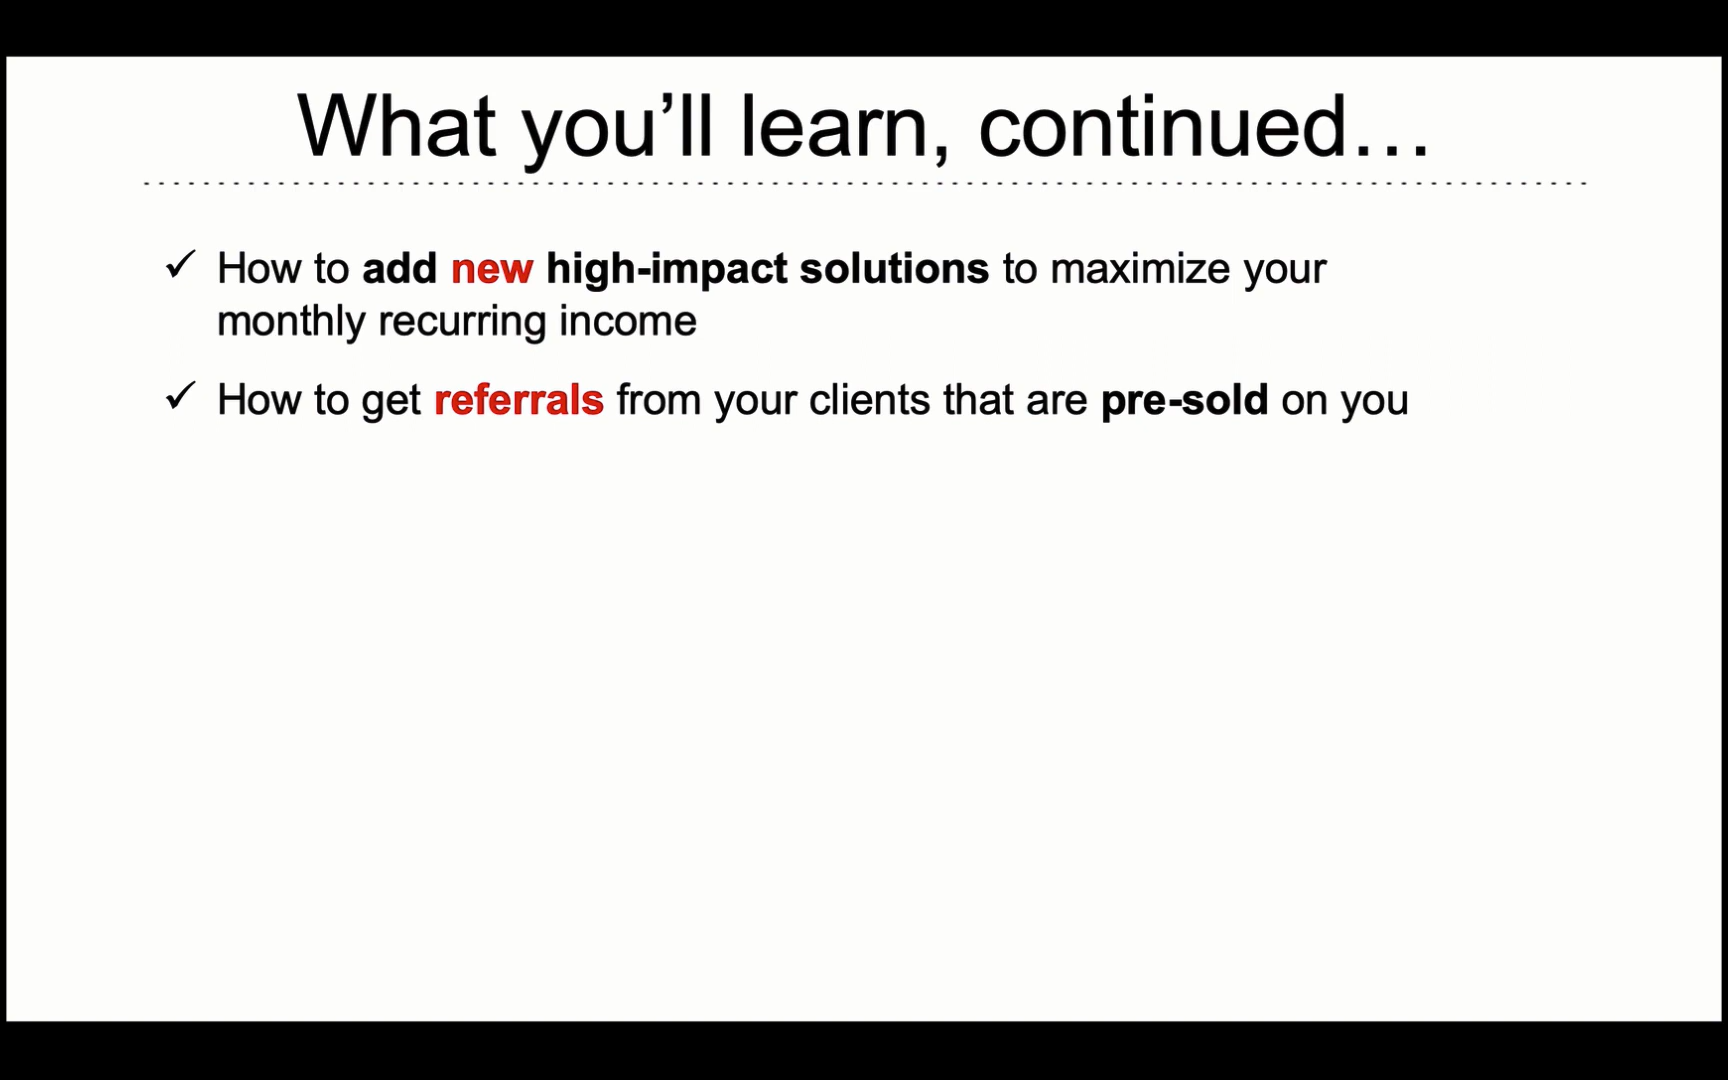 What you’ll learn, continued…
✓ How to add new high-impact solutions to maximize your
monthly recurring income
✓ How to get referrals from your clients that are pre-sold on you